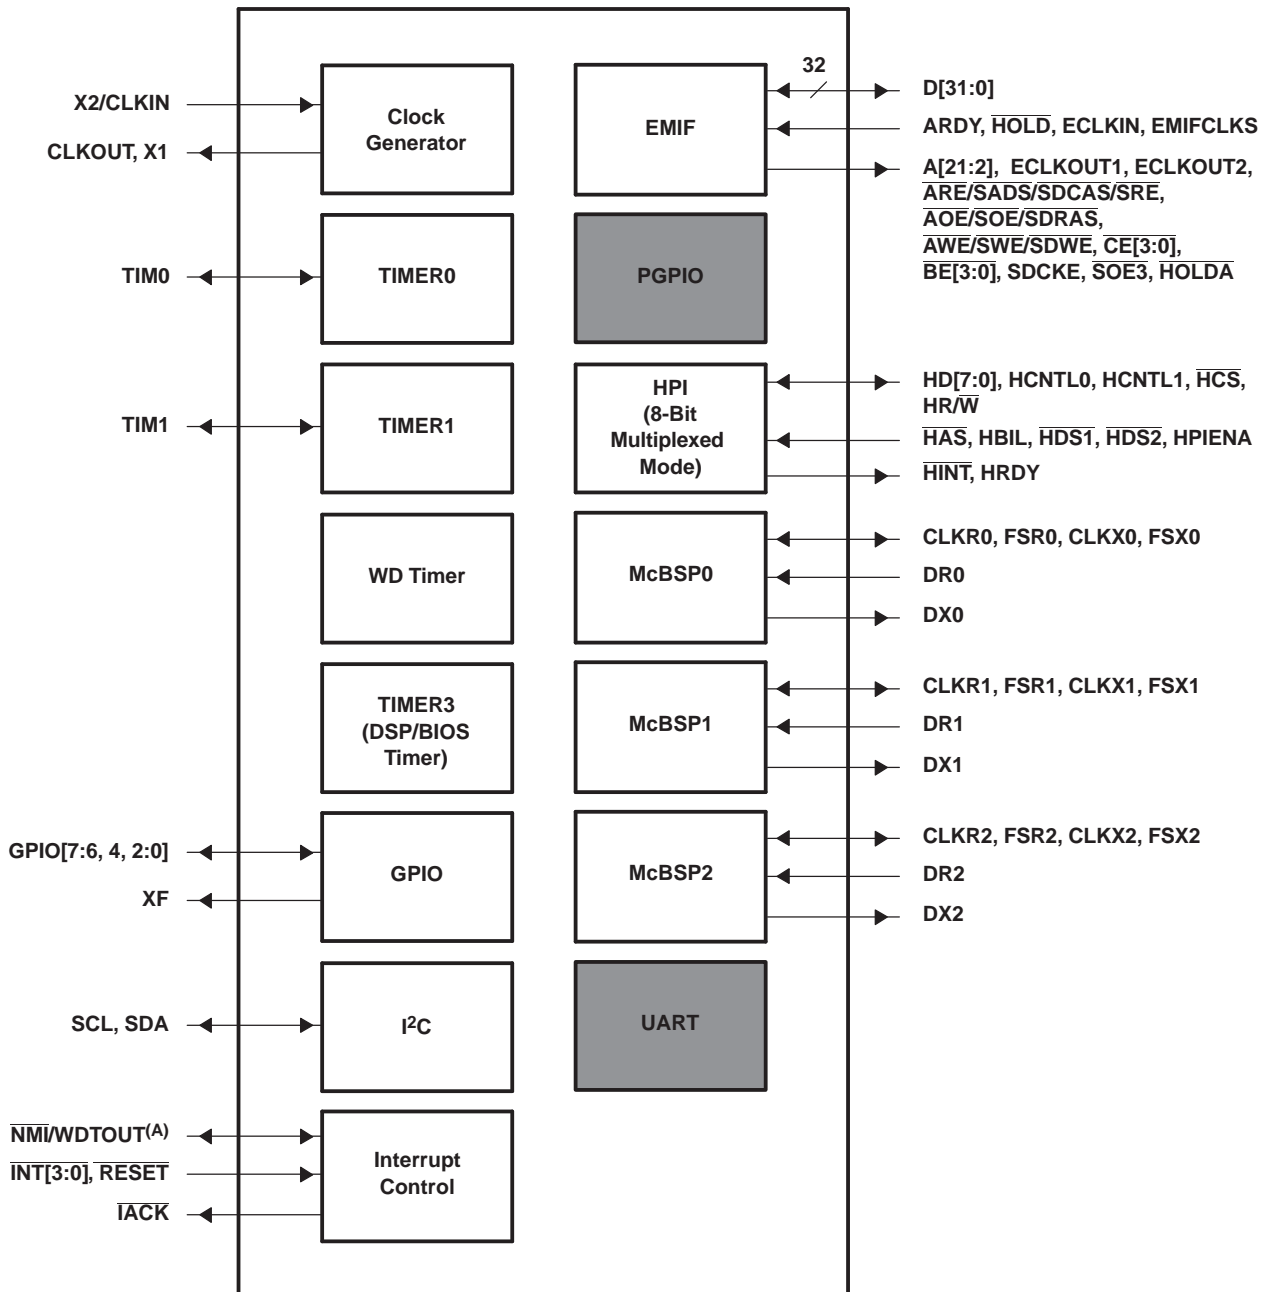 X2/CLKIN
CLKOUT, X1
Clock
Generator
TIM0
TIMER0
TIM1
TIMER1
WD Timer
TIMER3
(DSP/BIOS
Timer)
GPIO[7:6, 4, 2:0]
XF
GPIO
SCL, SDA
I²C
NMI/WDTOUT(A)
INT[3:0], RESET
IACK
Interrupt
Control
EMIF
32
D[31:0]
ARDY, HOLD, ECLKIN, EMIFCLKS
A[21:2], ECLKOUT1, ECLKOUT2,
ARE/SADS/SDCAS/SRE,
AOE/SOE/SDRAS,
AWE/SWE/SDWE, CE[3:0],
BE[3:0], SDCKE, SOE3, HOLDA
PGPIO
HPI
(8-Bit
Multiplexed
Mode)
HD[7:0], HCNTL0, HCNTL1, HCS,
HR/W
HAS, HBIL, HDS1, HDS2, HPIENA
HINT, HRDY
McBSP0
CLKR0, FSR0, CLKX0, FSX0
DR0
DX0
McBSP1
CLKR1, FSR1, CLKX1, FSX1
DR1
DX1
McBSP2
CLKR2, FSR2, CLKX2, FSX2
DR2
DX2
UART